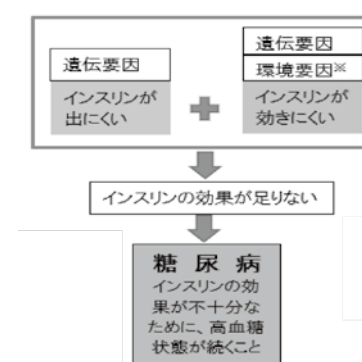 遺伝要因
インスリンが
出にくい
遺伝要因
環境要因※
インスリンが
効きにくい
インスリンの効果が足りない
糖尿病
インスリンの効
果が不十分な
ために、高血糖
状態が続くこと